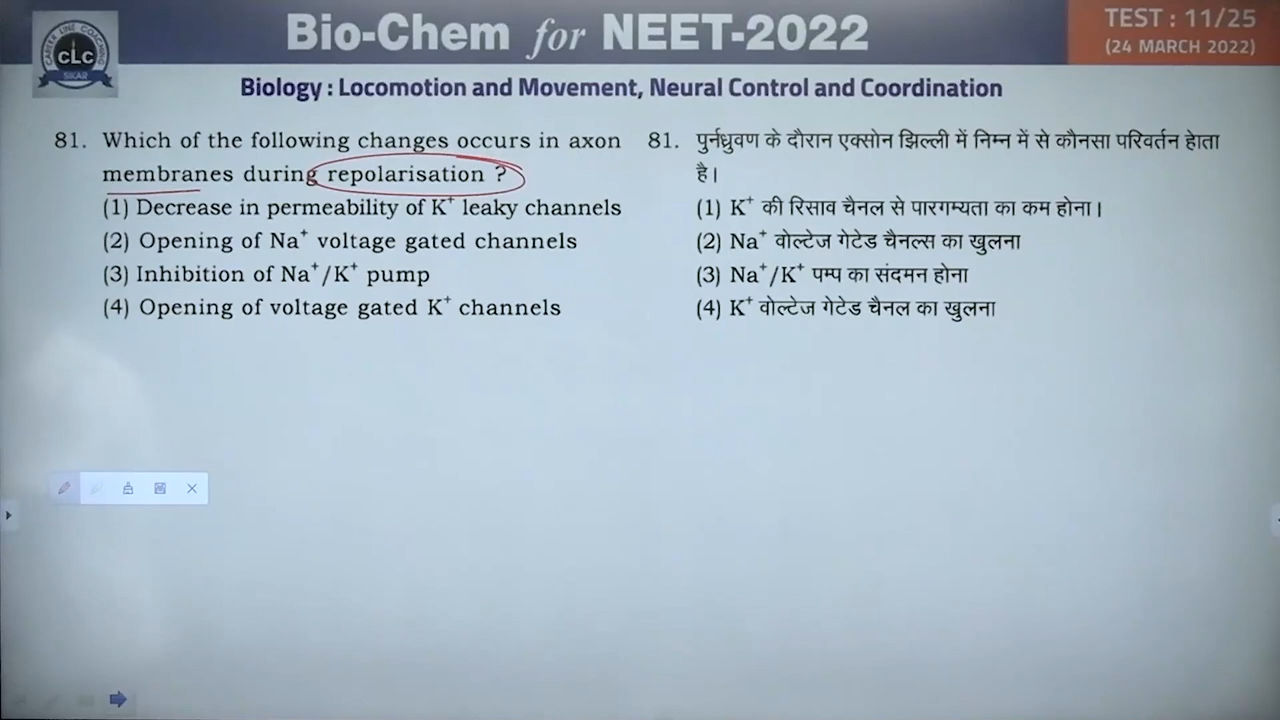 CAREER LINE COACHING
CLC
SIKAR
Bio-Chem for NEET-2022
TEST : 11/25
(24 MARCH 2022)
Biology : Locomotion and Movement, Neural Control and Coordination
81. Which of the following changes occurs in axon
membranes during repolarisation ?
(1) Decrease in permeability of K⁺ leaky channels
(2) Opening of Na⁺ voltage gated channels
(3) Inhibition of Na⁺/K⁺ pump
(4) Opening of voltage gated K⁺ channels
81. पुर्नध्रुवण के दौरान एक्सोन झिल्ली में निम्न में से कौनसा परिवर्तन हेाता
है।
(1) K⁺ की रिसाव चैनल से पारगम्यता का कम होना।
(2) Na⁺ वोल्टेज गेटेड चैनल्स का खुलना
(3) Na⁺/K⁺ पम्प का संदमन होना
(4) K⁺ वोल्टेज गेटेड चैनल का खुलना